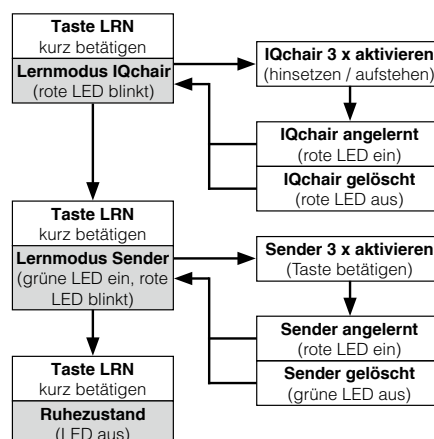 Taste LRN
kurz betätigen
Lernmodus IQchair
(rote LED blinkt)
IQchair 3 x aktivieren
(hinsetzen / aufstehen)
IQchair angelernt
(rote LED ein)
IQchair gelöscht
(rote LED aus)
Taste LRN
kurz betätigen
Lernmodus Sender
(grüne LED ein, rote
LED blinkt)
Sender 3 x aktivieren
(Taste betätigen)
Sender angelernt
(rote LED ein)
Sender gelöscht
(grüne LED aus)
Taste LRN
kurz betätigen
Ruhezustand
(LED aus)